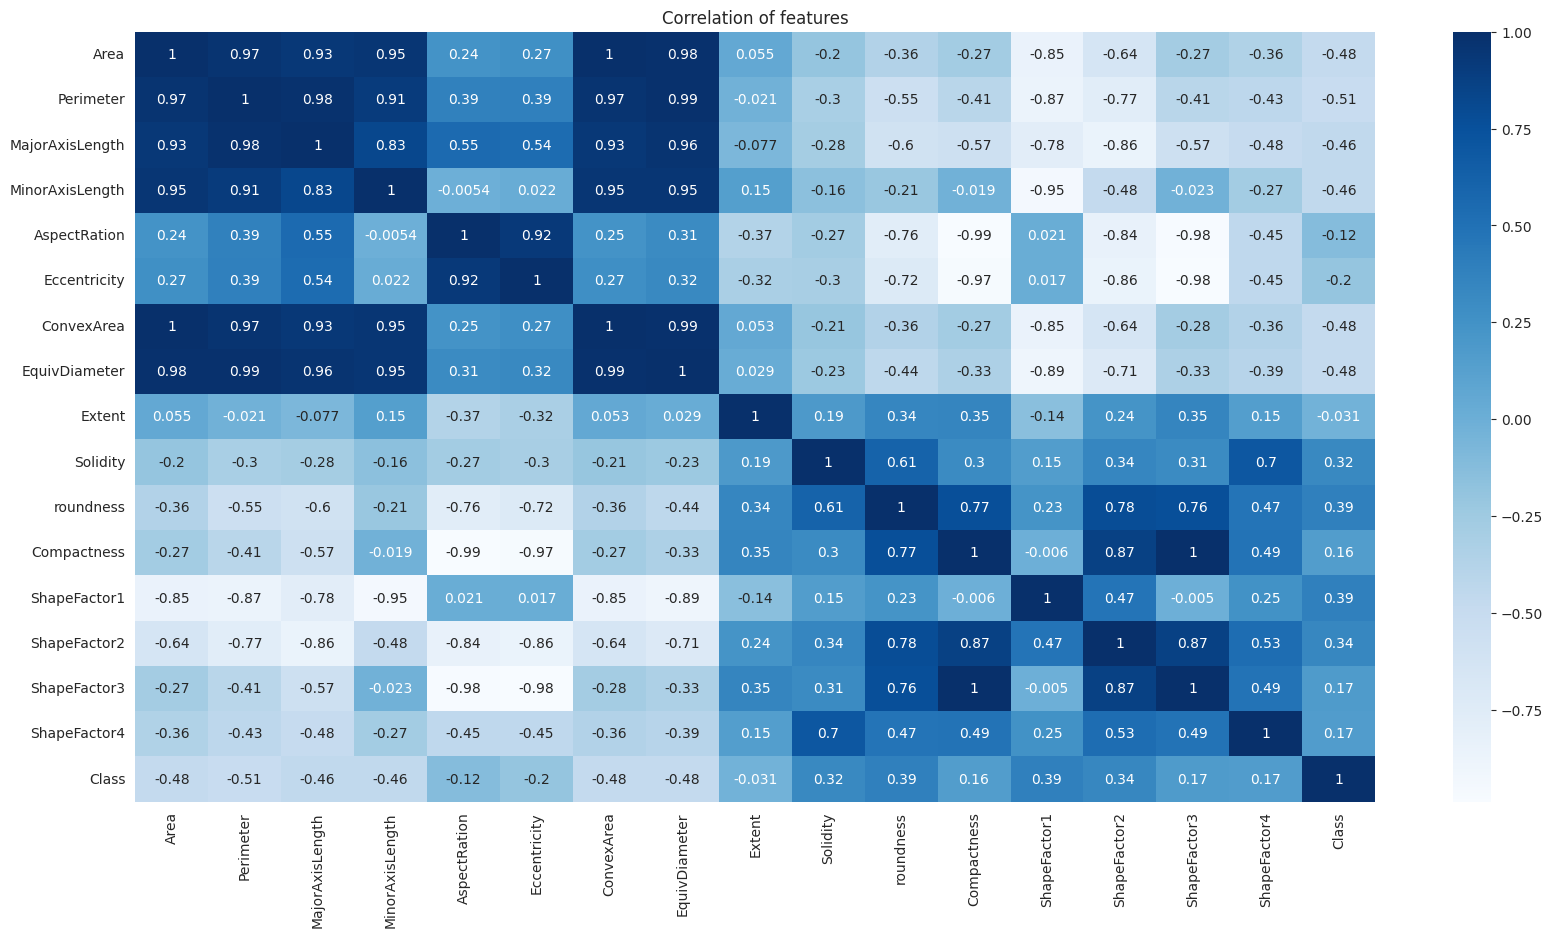 Correlation of features
Area 1 0.97 0.93 0.95 0.24 0.27 1 0.98 0.055 -0.2 -0.36 -0.27 -0.85 -0.64 -0.27 -0.36 -0.48
Perimeter 0.97 1 0.98 0.91 0.39 0.39 0.97 0.99 -0.021 -0.3 -0.55 -0.41 -0.87 -0.77 -0.41 -0.43 -0.51
MajorAxisLength 0.93 0.98 1 0.83 0.55 0.54 0.93 0.96 -0.077 -0.28 -0.6 -0.57 -0.78 -0.86 -0.57 -0.48 -0.46
MinorAxisLength 0.95 0.91 0.83 1 -0.0054 0.022 0.95 0.95 0.15 -0.16 -0.21 -0.019 -0.95 -0.48 -0.023 -0.27 -0.46
AspectRation 0.24 0.39 0.55 -0.0054 1 0.92 0.25 0.31 -0.37 -0.27 -0.76 -0.99 0.021 -0.84 -0.98 -0.45 -0.12
Eccentricity 0.27 0.39 0.54 0.022 0.92 1 0.27 0.32 -0.32 -0.3 -0.72 -0.97 0.017 -0.86 -0.98 -0.45 -0.2
ConvexArea 1 0.97 0.93 0.95 0.25 0.27 1 0.99 0.053 -0.21 -0.36 -0.27 -0.85 -0.64 -0.28 -0.36 -0.48
EquivDiameter 0.98 0.99 0.96 0.95 0.31 0.32 0.99 1 0.029 -0.23 -0.44 -0.33 -0.89 -0.71 -0.33 -0.39 -0.48
Extent 0.055 -0.021 -0.077 0.15 -0.37 -0.32 0.053 0.029 1 0.19 0.34 0.35 -0.14 0.24 0.35 0.15 -0.031
Solidity -0.2 -0.3 -0.28 -0.16 -0.27 -0.3 -0.21 -0.23 0.19 1 0.61 0.3 0.15 0.34 0.31 0.7 0.32
roundness -0.36 -0.55 -0.6 -0.21 -0.76 -0.72 -0.36 -0.44 0.34 0.61 1 0.77 0.23 0.78 0.76 0.47 0.39
Compactness -0.27 -0.41 -0.57 -0.019 -0.99 -0.97 -0.27 -0.33 0.35 0.3 0.77 1 -0.006 0.87 1 0.49 0.16
ShapeFactor1 -0.85 -0.87 -0.78 -0.95 0.021 0.017 -0.85 -0.89 -0.14 0.15 0.23 -0.006 1 0.47 -0.005 0.25 0.39
ShapeFactor2 -0.64 -0.77 -0.86 -0.48 -0.84 -0.86 -0.64 -0.71 0.24 0.34 0.78 0.87 0.47 1 0.87 0.53 0.34
ShapeFactor3 -0.27 -0.41 -0.57 -0.023 -0.98 -0.98 -0.28 -0.33 0.35 0.31 0.76 1 -0.005 0.87 1 0.49 0.17
ShapeFactor4 -0.36 -0.43 -0.48 -0.27 -0.45 -0.45 -0.36 -0.39 0.15 0.7 0.47 0.49 0.25 0.53 0.49 1 0.17
Class -0.48 -0.51 -0.46 -0.46 -0.12 -0.2 -0.48 -0.48 -0.031 0.32 0.39 0.16 0.39 0.34 0.17 0.17 1
Area Perimeter MajorAxisLength MinorAxisLength AspectRation Eccentricity ConvexArea EquivDiameter Extent Solidity roundness Compactness ShapeFactor1 ShapeFactor2 ShapeFactor3 ShapeFactor4 Class
1.00
0.75
0.50
0.25
0.00
−0.25
−0.50
−0.75